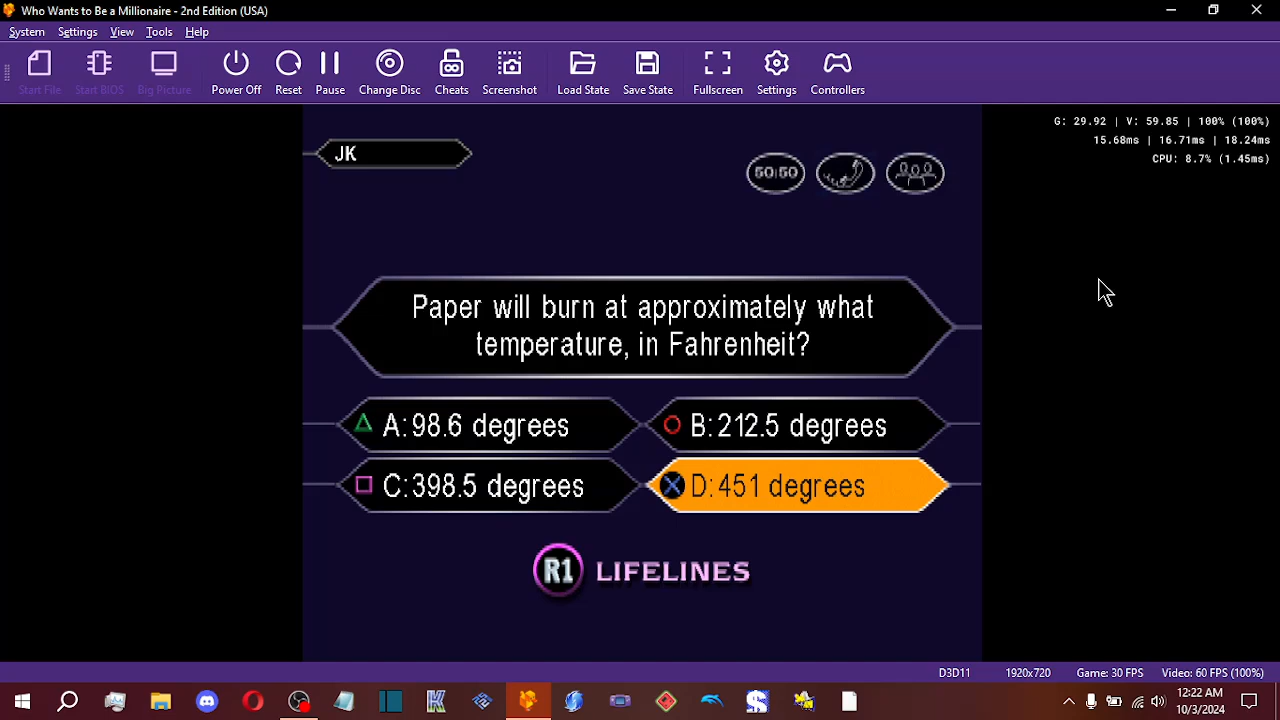 Who Wants to Be a Millionaire - 2nd Edition (USA)
System Settings View Tools Help
Start File Start BIOS Big Picture Power Off Reset Pause Change Disc Cheats Screenshot Load State Save State Fullscreen Settings Controllers
G: 29.92 | V: 59.85 | 100% (100%)
15.68ms | 16.71ms | 18.24ms
CPU: 8.7% (1.45ms)
JK
50:50
Paper will burn at approximately what
temperature, in Fahrenheit?
A: 98.6 degrees
B: 212.5 degrees
C: 398.5 degrees
D: 451 degrees
R1 LIFELINES
D3D11 1920x720 Game: 30 FPS Video: 60 FPS (100%)
12:22 AM
10/3/2024